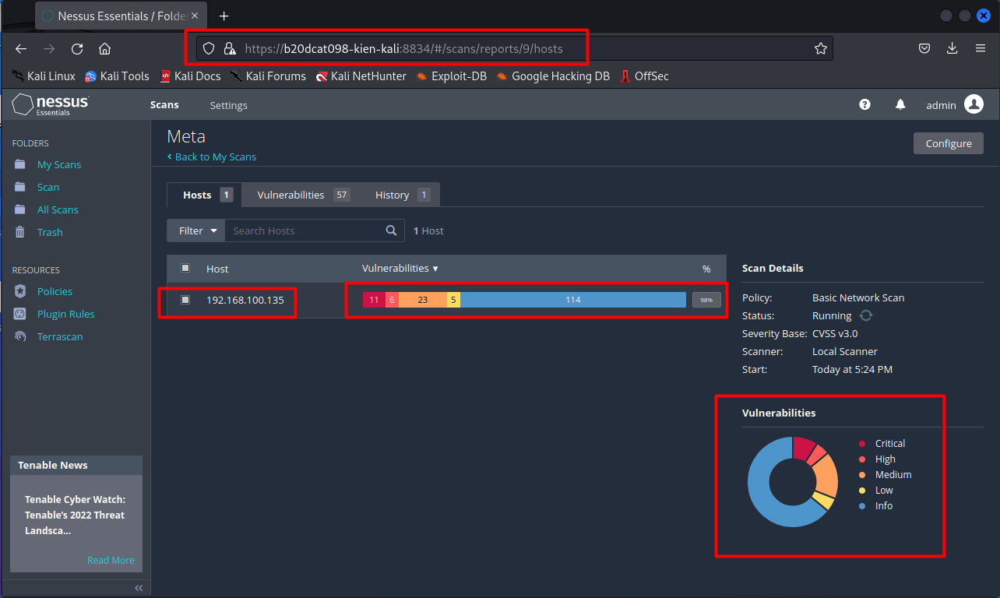 Nessus Essentials / Folde
https://b20dcat098-kien-kali:8834/#/scans/reports/9/hosts
Kali Linux Kali Tools Kali Docs Kali Forums Kali NetHunter Exploit-DB Google Hacking DB OffSec
nessus Essentials
Scans Settings
admin
FOLDERS
My Scans
Scan
All Scans
Trash
RESOURCES
Policies
Plugin Rules
Terrascan
Tenable News
Tenable Cyber Watch:
Tenable's 2022 Threat
Landsca...
Read More
Meta
Back to My Scans
Configure
Hosts 1 Vulnerabilities 57 History 1
Filter Search Hosts 1 Host
Host Vulnerabilities %
192.168.100.135 11 6 23 5 114 98%
Scan Details
Policy: Basic Network Scan
Status: Running
Severity Base: CVSS v3.0
Scanner: Local Scanner
Start: Today at 5:24 PM
Vulnerabilities
Critical
High
Medium
Low
Info